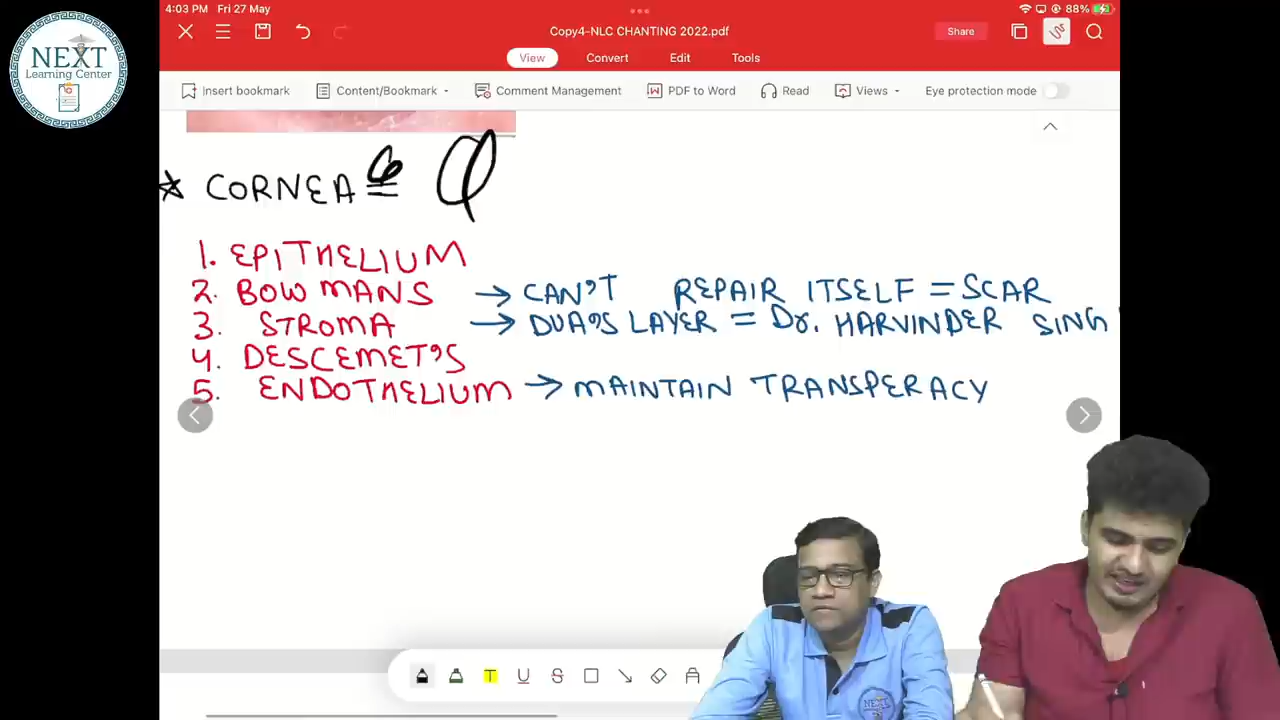 4:03 PM Fri 27 May
88%
NEXT
Learning Center
Copy4-NLC CHANTING 2022.pdf
Share
View Convert Edit Tools
Insert bookmark Content/Bookmark Comment Management PDF to Word Read Views Eye protection mode
CORNEA 6
1. EPITHELIUM
2. BOWMANS → CAN'T REPAIR ITSELF = SCAR
3. STROMA → DUA'S LAYER = Dr. HARVINDER SING
4. DESCEMET'S
5. ENDOTHELIUM → MAINTAIN TRANSPERACY
T U S
NEXT